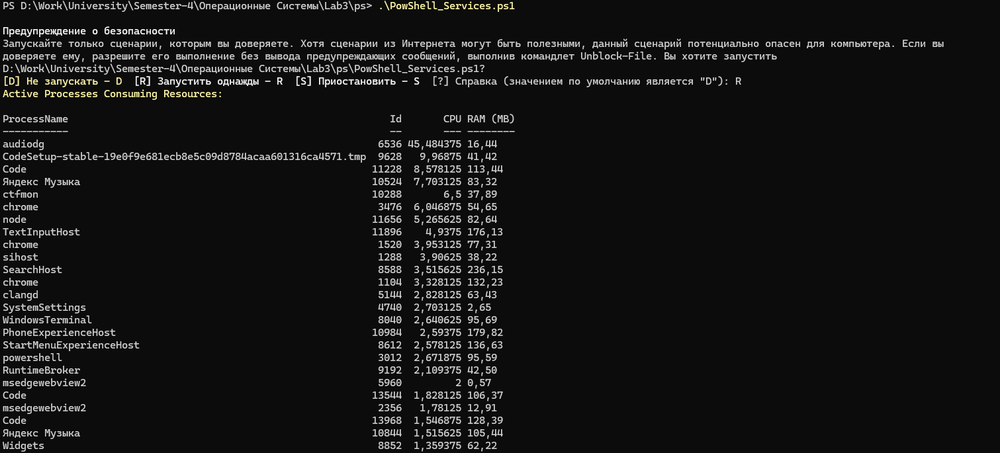 PS D:\Work\University\Semester-4\Операционные Системы\Lab3\ps> .\PowShell_Services.ps1
Предупреждение о безопасности
Запускайте только сценарии, которым вы доверяете. Хотя сценарии из Интернета могут быть полезными, данный сценарий потенциально опасен для компьютера. Если вы
доверяете ему, разрешите его выполнение без вывода предупреждающих сообщений, выполнив командлет Unblock-File. Вы хотите запустить
D:\Work\University\Semester-4\Операционные Системы\Lab3\ps\PowShell_Services.ps1?
[D] Не запускать - D  [R] Запустить однажды - R  [S] Приостановить - S  [?] Справка (значением по умолчанию является "D"): R
Active Processes Consuming Resources:
ProcessName Id CPU RAM (MB)
----------- -- --- --------
audiodg 6536 45,484375 16,44
CodeSetup-stable-19e0f9e681ecb8e5c09d8784acaa601316ca4571.tmp 9628 9,96875 41,42
Code 11228 8,578125 113,44
Яндекс Музыка 10524 7,703125 83,32
ctfmon 10288 6,5 37,89
chrome 3476 6,046875 54,65
node 11656 5,265625 82,64
TextInputHost 11896 4,9375 176,13
chrome 1520 3,953125 77,31
sihost 1288 3,90625 38,22
SearchHost 8588 3,515625 236,15
chrome 1104 3,328125 132,23
clangd 5144 2,828125 63,43
SystemSettings 4740 2,703125 2,65
WindowsTerminal 8040 2,640625 95,69
PhoneExperienceHost 10984 2,59375 179,82
StartMenuExperienceHost 8612 2,578125 136,63
powershell 3012 2,671875 95,59
RuntimeBroker 9192 2,109375 42,50
msedgewebview2 5960 2 0,57
Code 13544 1,828125 106,37
msedgewebview2 2356 1,78125 12,91
Code 13968 1,546875 128,39
Яндекс Музыка 10844 1,515625 105,44
Widgets 8852 1,359375 62,22